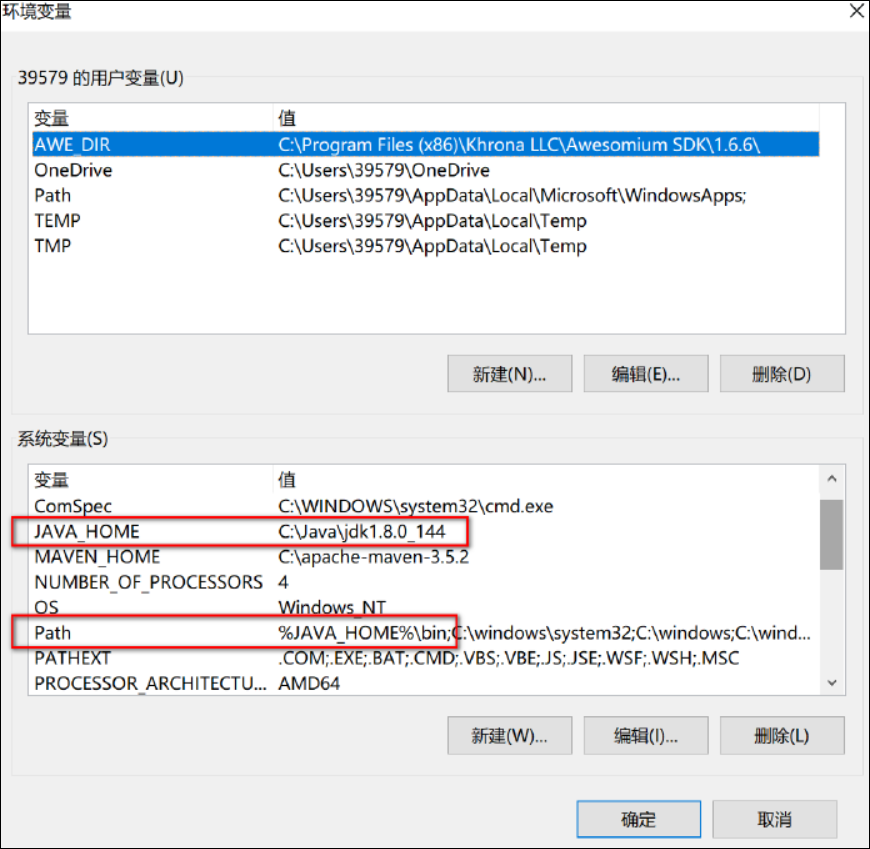 环境变量
39579 的用户变量(U)
变量 值
AWE_DIR C:\Program Files (x86)\Khrona LLC\Awesomium SDK\1.6.6\
OneDrive C:\Users\39579\OneDrive
Path C:\Users\39579\AppData\Local\Microsoft\WindowsApps;
TEMP C:\Users\39579\AppData\Local\Temp
TMP C:\Users\39579\AppData\Local\Temp
新建(N)... 编辑(E)... 删除(D)
系统变量(S)
变量 值
ComSpec C:\WINDOWS\system32\cmd.exe
JAVA_HOME C:\Java\jdk1.8.0_144
MAVEN_HOME C:\apache-maven-3.5.2
NUMBER_OF_PROCESSORS 4
OS Windows_NT
Path %JAVA_HOME%\bin;C:\windows\system32;C:\windows;C:\wind...
PATHEXT .COM;.EXE;.BAT;.CMD;.VBS;.VBE;.JS;.JSE;.WSF;.WSH;.MSC
PROCESSOR_ARCHITECTU... AMD64
新建(W)... 编辑(I)... 删除(L)
确定 取消